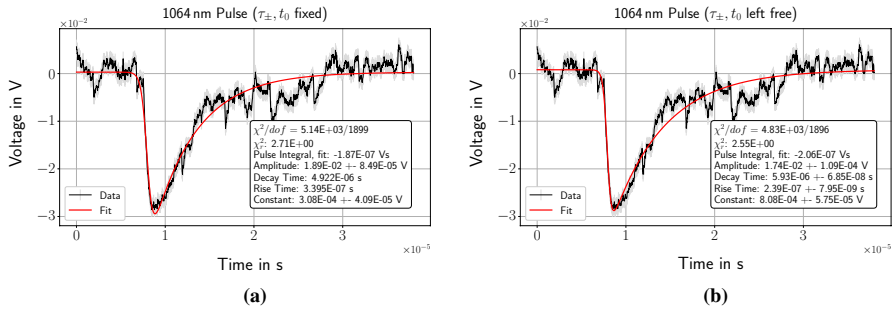 1064 nm Pulse (τ±, t0 fixed)
×10−2
0
−1
−2
−3
Voltage in V
χ2/dof = 5.14E+03/1899
χ2r: 2.71E+00
Pulse Integral, fit: -1.87E-07 Vs
Amplitude: 1.89E-02 +- 8.49E-05 V
Decay Time: 4.922E-06 s
Rise Time: 3.395E-07 s
Constant: 3.08E-04 +- 4.09E-05 V
Data
Fit
0 1 2 3
×10−5
Time in s
(a)
1064 nm Pulse (τ±, t0 left free)
×10−2
0
−1
−2
−3
Voltage in V
χ2/dof = 4.83E+03/1896
χ2r: 2.55E+00
Pulse Integral, fit: -2.06E-07 Vs
Amplitude: 1.74E-02 +- 1.09E-04 V
Decay Time: 5.93E-06 +- 6.85E-08 s
Rise Time: 2.39E-07 +- 7.95E-09 s
Constant: 8.08E-04 +- 5.75E-05 V
Data
Fit
0 1 2 3
×10−5
Time in s
(b)